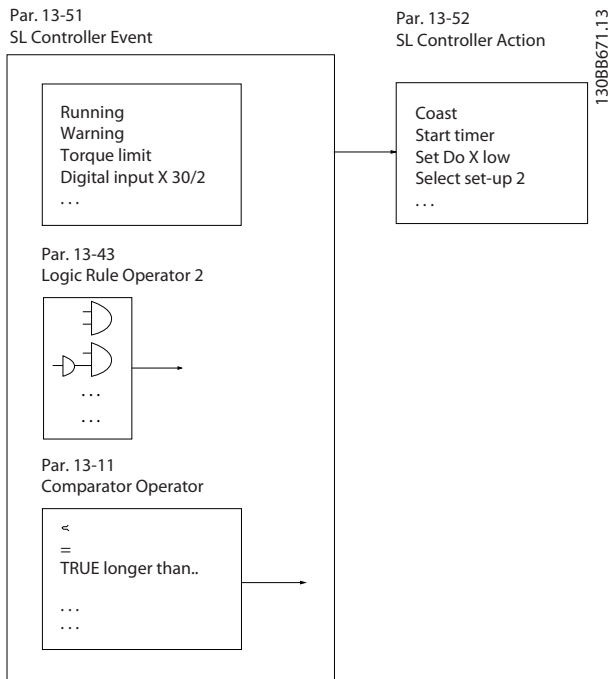 Par. 13-51
SL Controller Event
Par. 13-52
SL Controller Action
130BB671.13
Running
Warning
Torque limit
Digital input X 30/2
. . .
Coast
Start timer
Set Do X low
Select set-up 2
. . .
Par. 13-43
Logic Rule Operator 2
. . .
. . .
Par. 13-11
Comparator Operator
=
TRUE longer than..
. . .
. . .